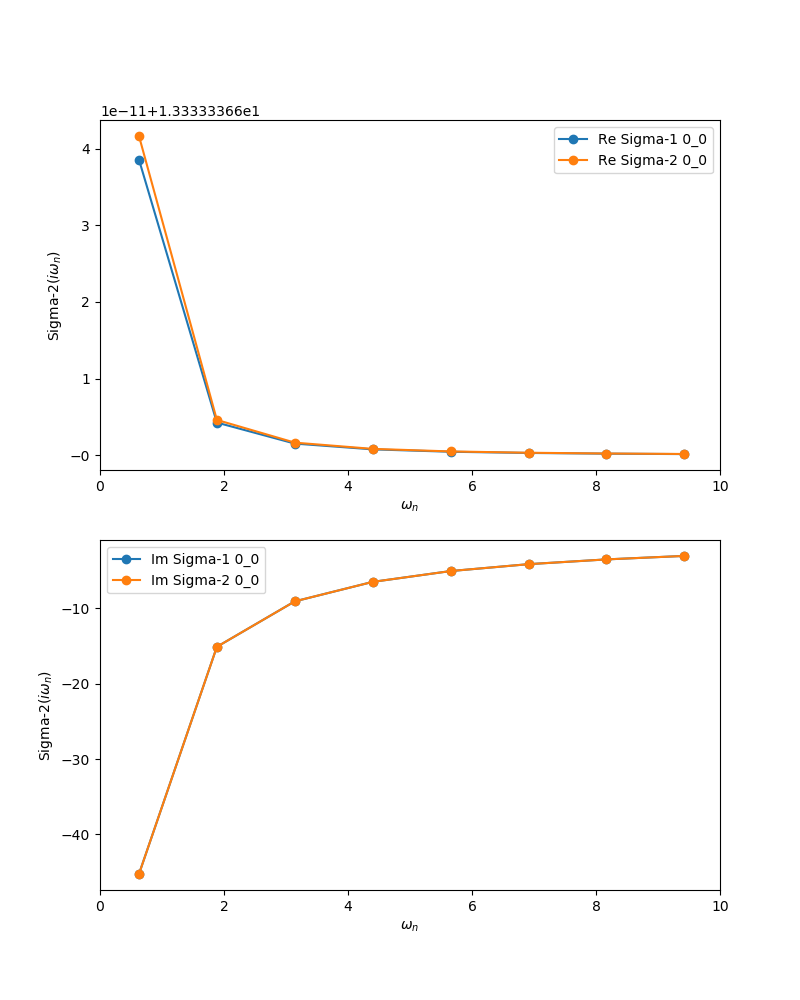 1e−11+1.33333366e1
4
3
2
1
−0
Sigma-2(iωn)
Re Sigma-1 0_0
Re Sigma-2 0_0
0 2 4 6 8 10
ωn
Im Sigma-1 0_0
Im Sigma-2 0_0
−10
−20
−30
−40
Sigma-2(iωn)
0 2 4 6 8 10
ωn